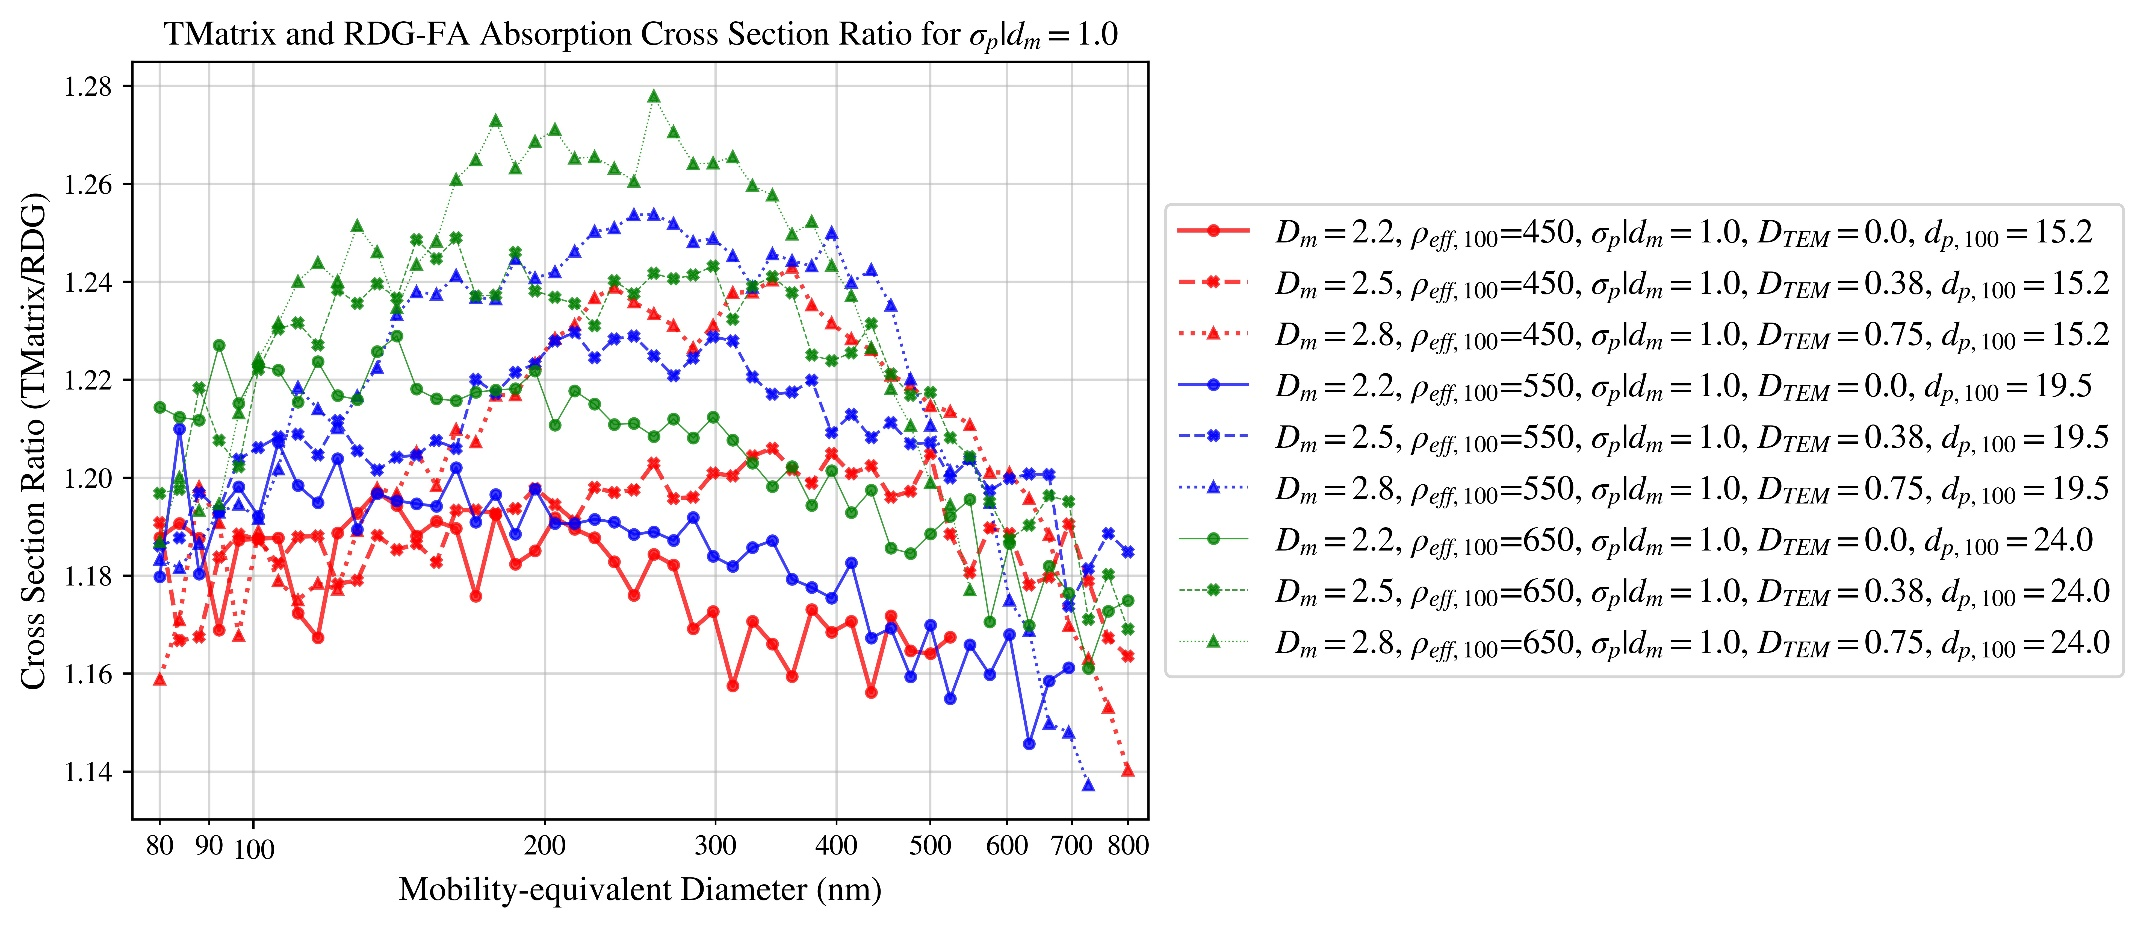 TMatrix and RDG-FA Absorption Cross Section Ratio for σp|dm = 1.0
Cross Section Ratio (TMatrix/RDG)
1.28
1.26
1.24
1.22
1.20
1.18
1.16
1.14
80 90 100 200 300 400 500 600 700 800
Mobility-equivalent Diameter (nm)
Dm = 2.2, ρeff, 100=450, σp|dm = 1.0, DTEM = 0.0, dp, 100 = 15.2
Dm = 2.5, ρeff, 100=450, σp|dm = 1.0, DTEM = 0.38, dp, 100 = 15.2
Dm = 2.8, ρeff, 100=450, σp|dm = 1.0, DTEM = 0.75, dp, 100 = 15.2
Dm = 2.2, ρeff, 100=550, σp|dm = 1.0, DTEM = 0.0, dp, 100 = 19.5
Dm = 2.5, ρeff, 100=550, σp|dm = 1.0, DTEM = 0.38, dp, 100 = 19.5
Dm = 2.8, ρeff, 100=550, σp|dm = 1.0, DTEM = 0.75, dp, 100 = 19.5
Dm = 2.2, ρeff, 100=650, σp|dm = 1.0, DTEM = 0.0, dp, 100 = 24.0
Dm = 2.5, ρeff, 100=650, σp|dm = 1.0, DTEM = 0.38, dp, 100 = 24.0
Dm = 2.8, ρeff, 100=650, σp|dm = 1.0, DTEM = 0.75, dp, 100 = 24.0